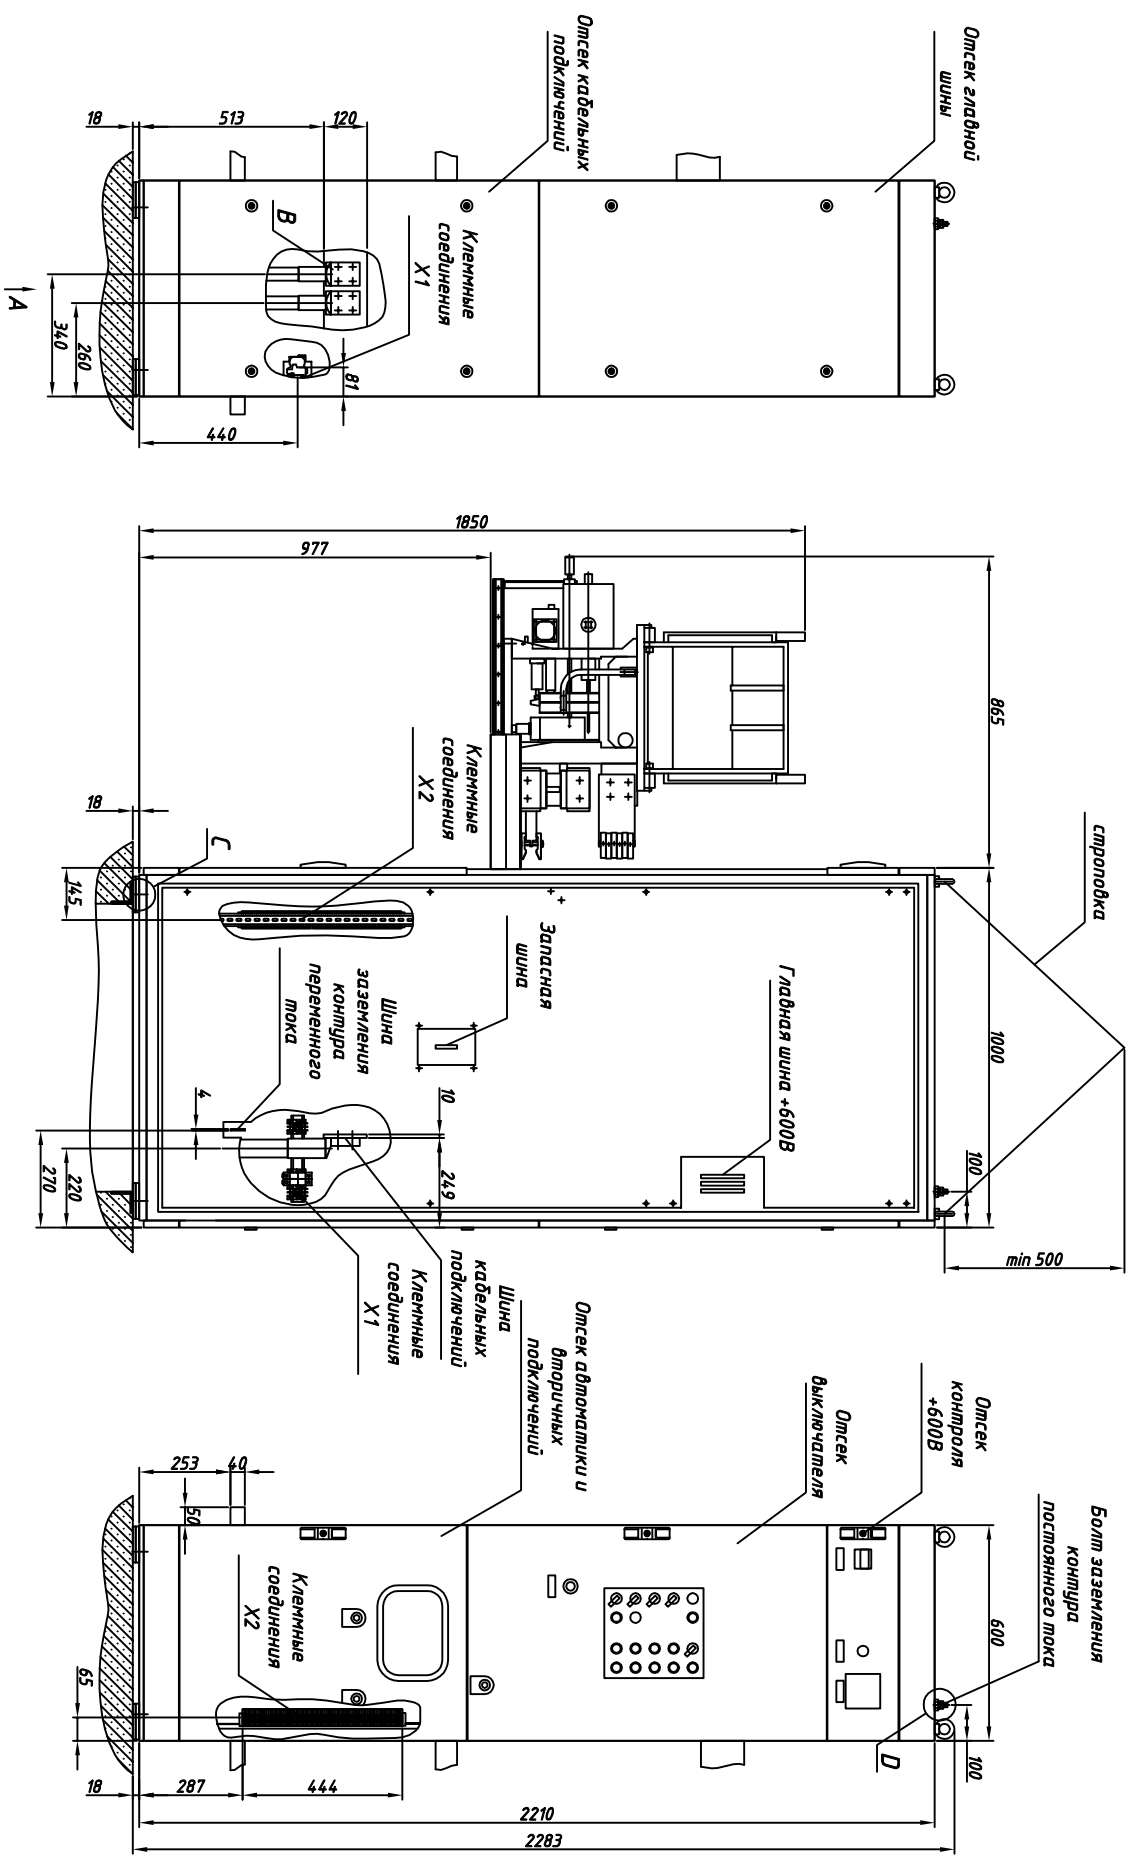 Отсек кабельных
подключений
Отсек главной
шины
18
513
120
В
Клеммные
соединения
X1
А
340
260
81
440
1850
977
865
Клеммные
соединения
X2
18
С
145
строповка
Запасная
шина
Главная шина +600В
Шина
заземления
контура
переменного
тока
1000
4
10
249
100
270
220
min 500
Шина
кабельных
подключений
Клеммные
соединения
X1
Отсек автоматики и
вторичных
подключений
Отсек
выключателя
Отсек
контроля
+600В
Болт заземления
контура
постоянного тока
253
40
50
600
Клеммные
соединения
X2
65
D
100
18
287
444
2210
2283